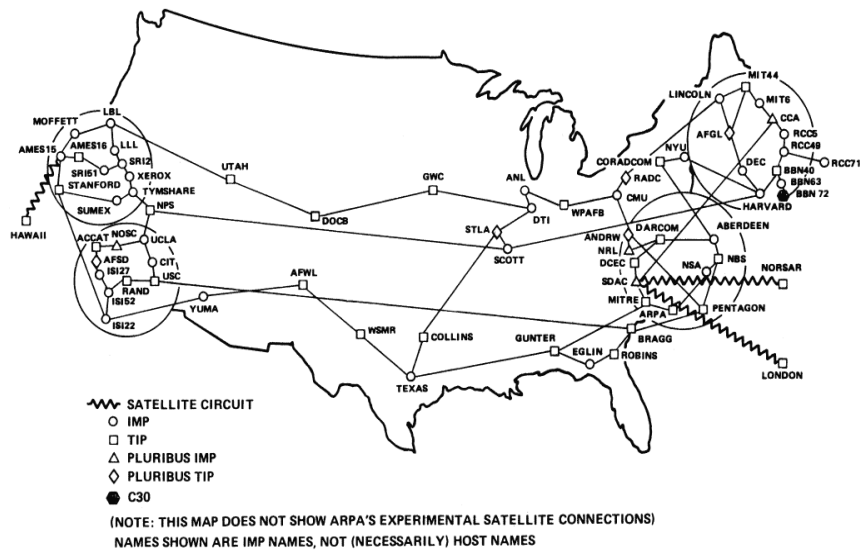 MIT44
LINCOLN
MIT6
CCA
MOFFETT
LBL
AFGL
RCC5
AMES15
AMES16
LLL
NYU
RCC49
SRI2
CORADCOM
DEC
RCC71
SRI51
XEROX
UTAH
GWC
ANL
RADC
BBN40
STANFORD
TYMSHARE
BBN63
CMU
BBN 72
SUMEX
NPS
DOCB
DTI
WPAFB
HARVARD
HAWAII
STLA
DARCOM
ABERDEEN
ACCAT
NOSC
UCLA
ANDRW
SCOTT
NRL
AFSD
CIT
DCEC
NSA
NBS
ISI27
USC
AFWL
NORSAR
RAND
SDAC
ISI52
MITRE
YUMA
ARPA
PENTAGON
ISI22
WSMR
COLLINS
GUNTER
BRAGG
EGLIN
ROBINS
TEXAS
LONDON
SATELLITE CIRCUIT
IMP
TIP
PLURIBUS IMP
PLURIBUS TIP
C30
(NOTE: THIS MAP DOES NOT SHOW ARPA'S EXPERIMENTAL SATELLITE CONNECTIONS)
NAMES SHOWN ARE IMP NAMES, NOT (NECESSARILY) HOST NAMES